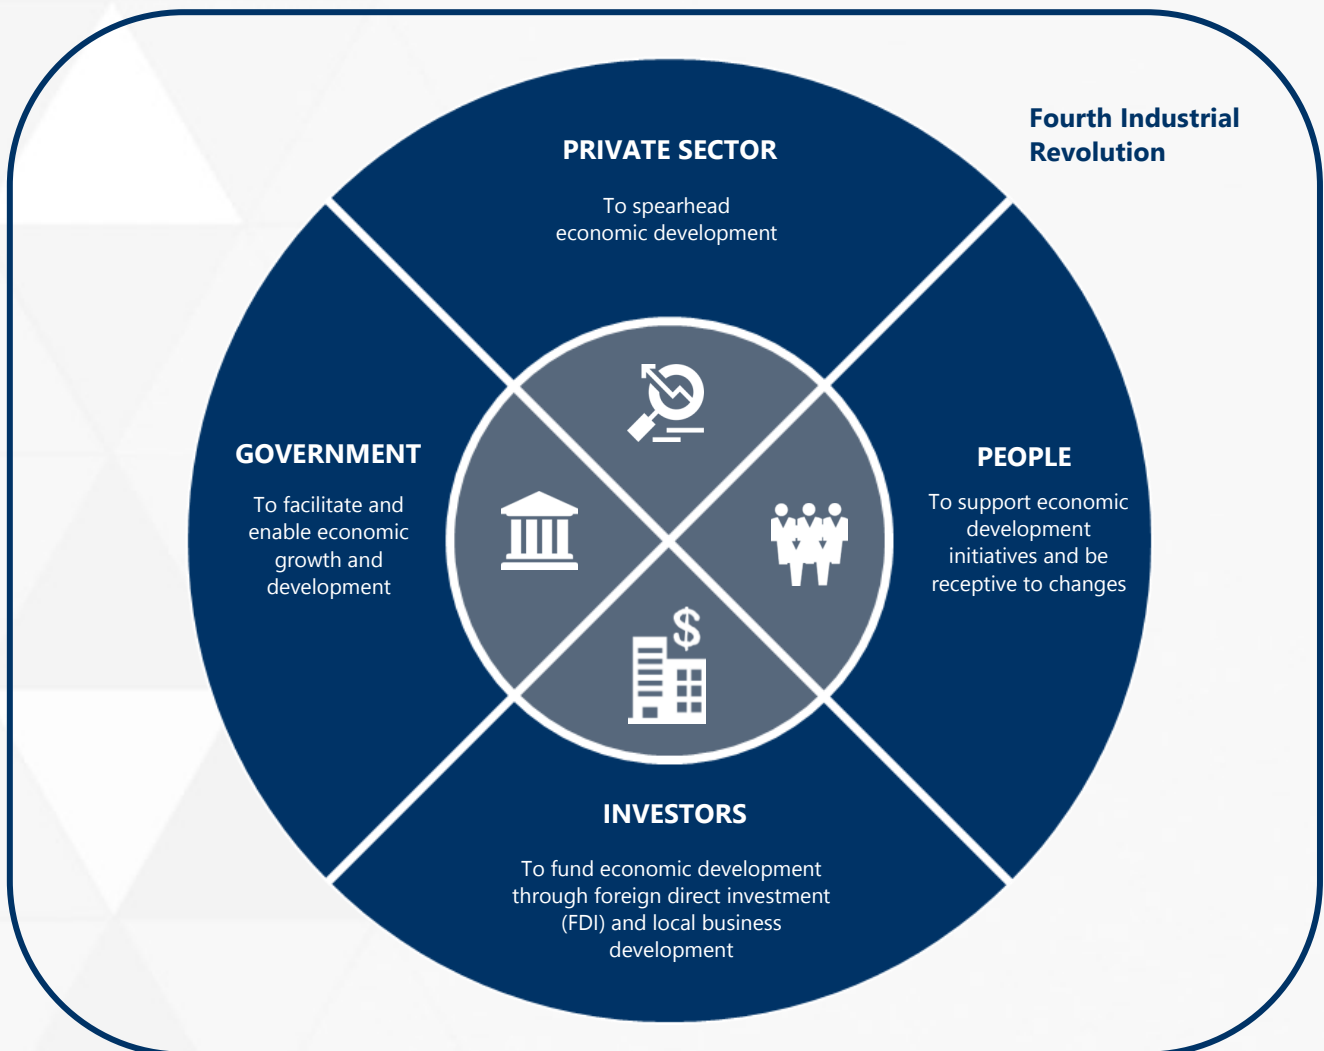 Fourth Industrial
Revolution
PRIVATE SECTOR
To spearhead
economic development
GOVERNMENT
To facilitate and
enable economic
growth and
development
PEOPLE
To support economic
development
initiatives and be
receptive to changes
$
INVESTORS
To fund economic development
through foreign direct investment
(FDI) and local business
development